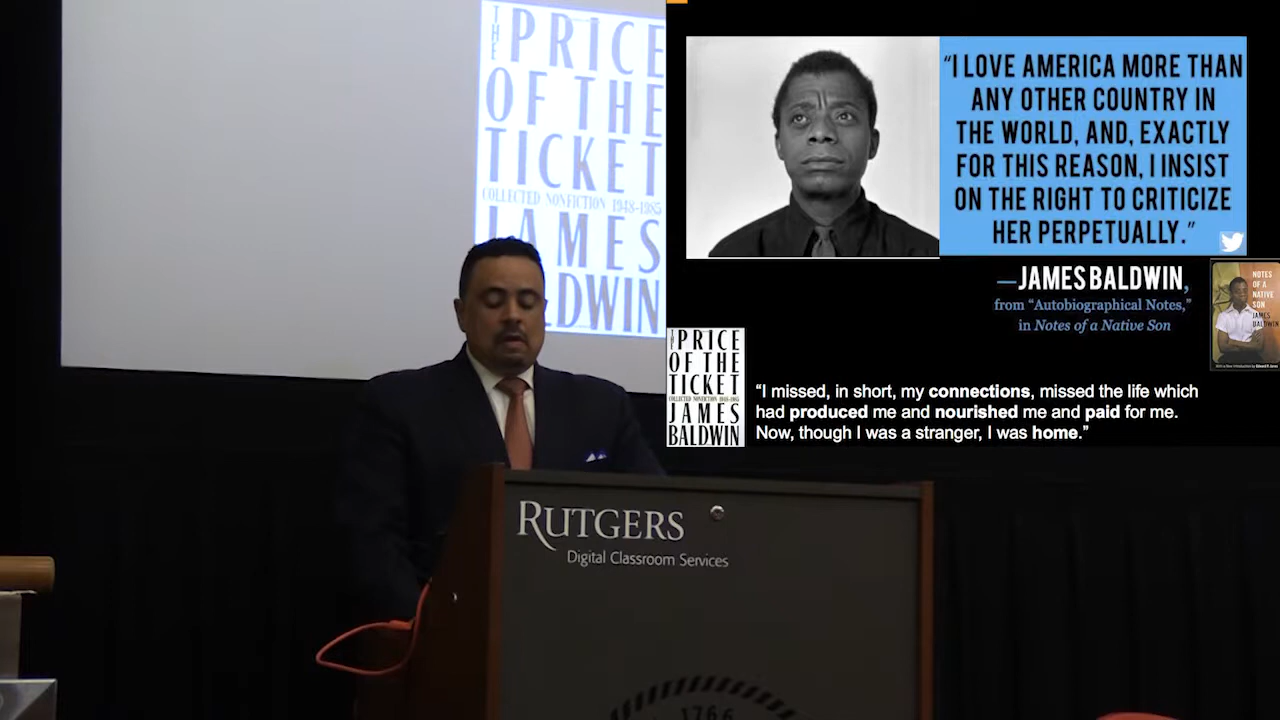 THE PRICE
OF THE
TICKET
COLLECTED NONFICTION 1948-1985
JAMES
BALDWIN
“I LOVE AMERICA MORE THAN
ANY OTHER COUNTRY IN
THE WORLD, AND, EXACTLY
FOR THIS REASON, I INSIST
ON THE RIGHT TO CRITICIZE
HER PERPETUALLY.”
—JAMES BALDWIN,
from “Autobiographical Notes,”
in Notes of a Native Son
NOTES
OF A
NATIVE
SON
JAMES
BALDWIN
THE PRICE
OF THE
TICKET
COLLECTED NONFICTION 1948-1985
JAMES
BALDWIN
“I missed, in short, my connections, missed the life which
had produced me and nourished me and paid for me.
Now, though I was a stranger, I was home.”
RUTGERS
Digital Classroom Services
1766